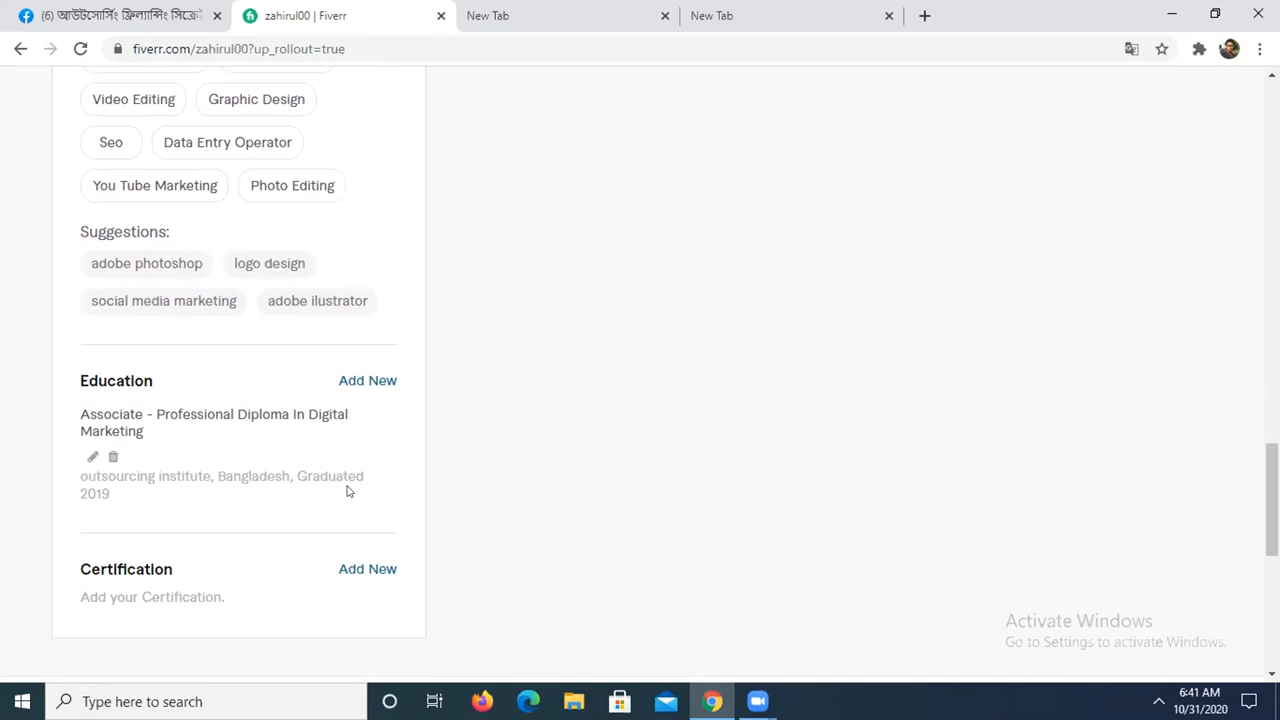 (6) আউটসোর্সিং ফ্রিল্যান্সিং সিক্রেট
zahirul00 | Fiverr
New Tab
New Tab
fiverr.com/zahirul00?up_rollout=true
Video Editing
Graphic Design
Seo
Data Entry Operator
You Tube Marketing
Photo Editing
Suggestions:
adobe photoshop
logo design
social media marketing
adobe ilustrator
Education
Add New
Associate - Professional Diploma In Digital
Marketing
outsourcing institute, Bangladesh, Graduated
2019
Certification
Add New
Add your Certification.
Activate Windows
Go to Settings to activate Windows.
Type here to search
6:41 AM
10/31/2020